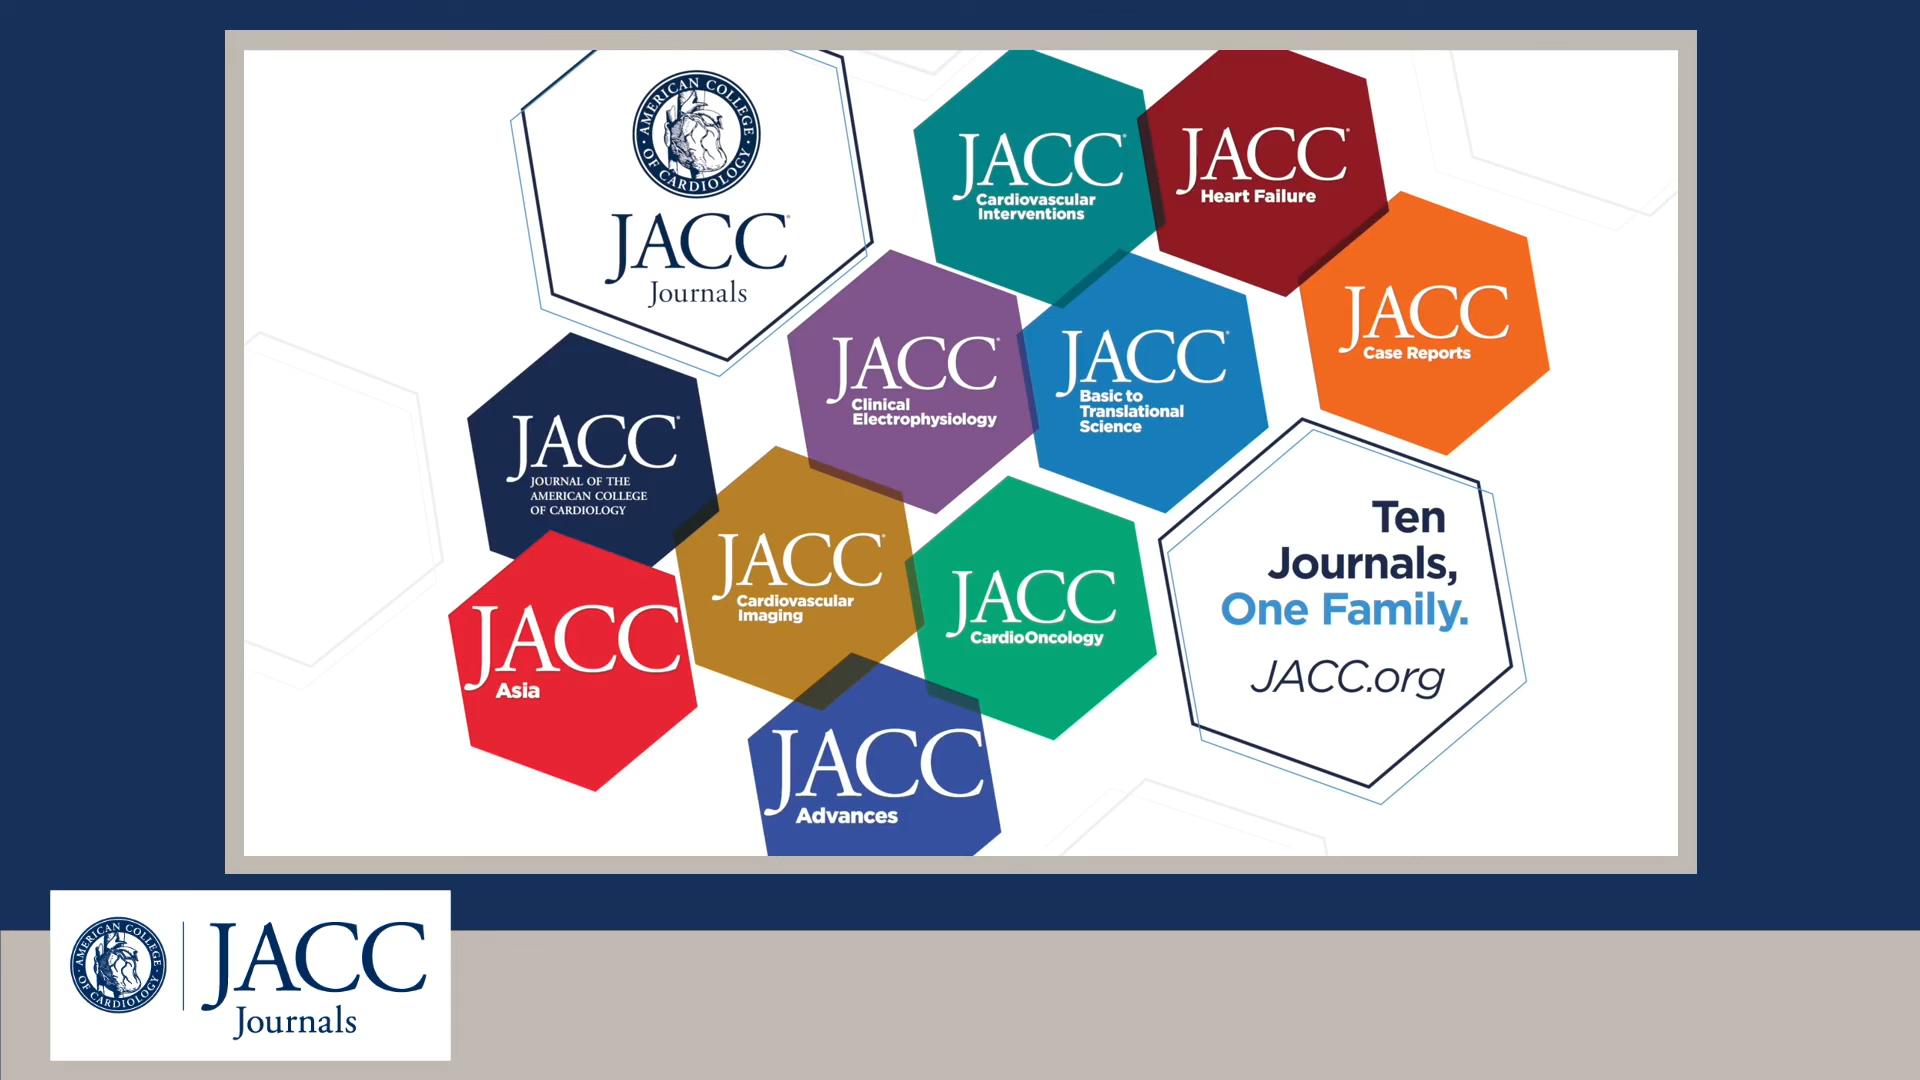 AMERICAN COLLEGE OF CARDIOLOGY
JACC
Journals
JACC
Cardiovascular
Interventions
JACC
Heart Failure
JACC
Case Reports
JACC
Clinical
Electrophysiology
JACC
Basic to
Translational
Science
JACC
JOURNAL OF THE
AMERICAN COLLEGE
OF CARDIOLOGY
JACC
Cardiovascular
Imaging
JACC
CardioOncology
JACC
Asia
JACC
Advances
Ten
Journals,
One Family.
JACC.org
AMERICAN COLLEGE OF CARDIOLOGY
JACC
Journals